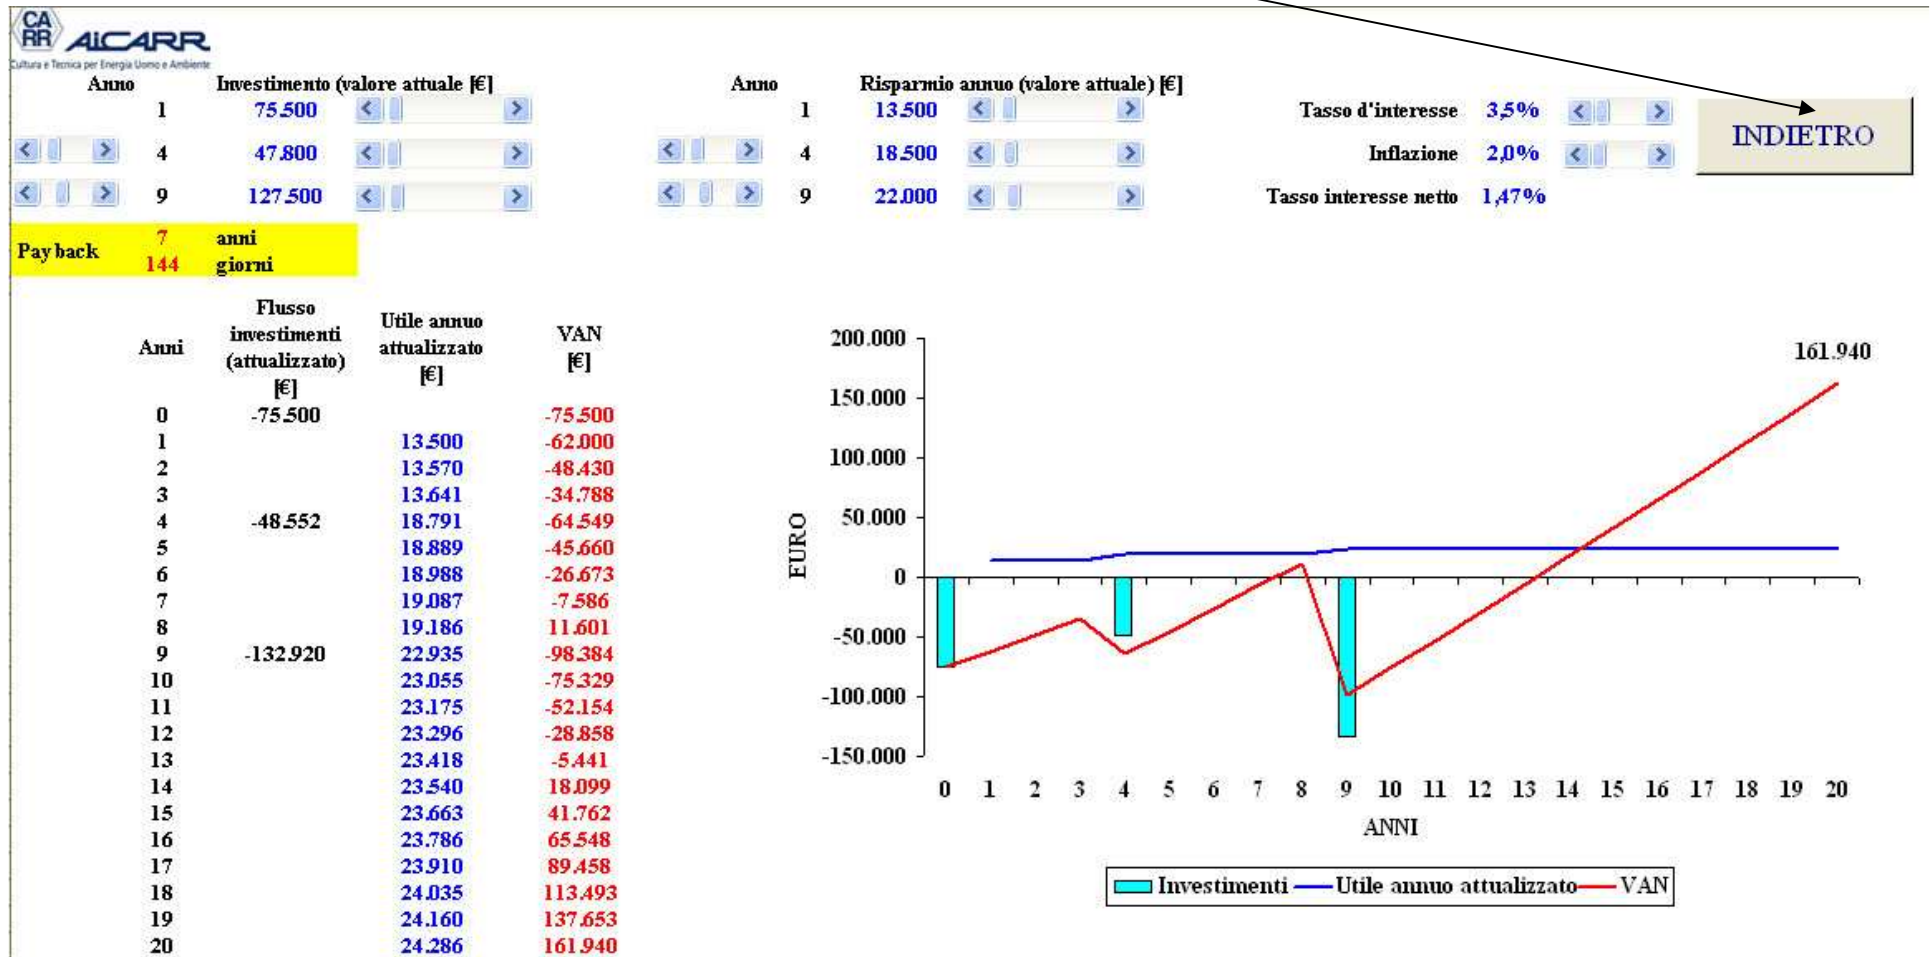 CA
RR AiCARR
Cultura e Tecnica per Energia Uomo e Ambiente
Anno Investimento (valore attuale [€] Anno Risparmio annuo (valore attuale) [€]
1 75.500 1 13.500 Tasso d'interesse 3,5%
INDIETRO
4 47.800 4 18.500 Inflazione 2,0%
9 127.500 9 22.000 Tasso interesse netto 1,47%
Pay back 7 anni
144 giorni
Anni
Flusso
investimenti
(attualizzato)
[€]
Utile annuo
attualizzato
[€]
VAN
[€]
0 -75.500 -75.500
1 13.500 -62.000
2 13.570 -48.430
3 13.641 -34.788
4 -48.552 18.791 -64.549
5 18.889 -45.660
6 18.988 -26.673
7 19.087 -7.586
8 19.186 11.601
9 -132.920 22.935 -98.384
10 23.055 -75.329
11 23.175 -52.154
12 23.296 -28.858
13 23.418 -5.441
14 23.540 18.099
15 23.663 41.762
16 23.786 65.548
17 23.910 89.458
18 24.035 113.493
19 24.160 137.653
20 24.286 161.940
200.000
150.000
100.000
50.000
0
-50.000
-100.000
-150.000
EURO
161.940
0 1 2 3 4 5 6 7 8 9 10 11 12 13 14 15 16 17 18 19 20
ANNI
Investimenti Utile annuo attualizzato VAN